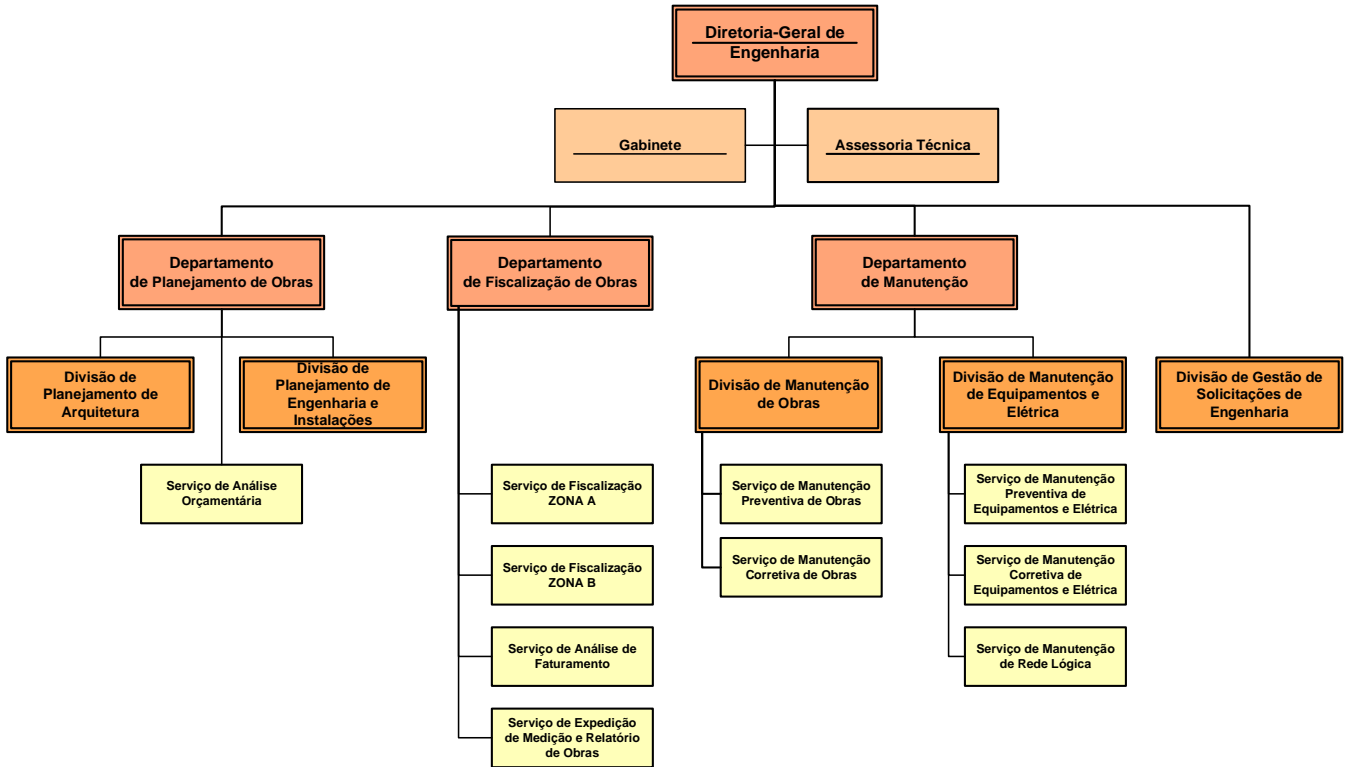 Diretoria-Geral de
Engenharia
Gabinete
Assessoria Técnica
Departamento
de Planejamento de Obras
Departamento
de Fiscalização de Obras
Departamento
de Manutenção
Divisão de
Planejamento de
Arquitetura
Divisão de
Planejamento de
Engenharia e
Instalações
Divisão de Manutenção
de Obras
Divisão de Manutenção
de Equipamentos e
Elétrica
Divisão de Gestão de
Solicitações de
Engenharia
Serviço de Análise
Orçamentária
Serviço de Fiscalização
ZONA A
Serviço de Manutenção
Preventiva de Obras
Serviço de Manutenção
Preventiva de
Equipamentos e Elétrica
Serviço de Fiscalização
ZONA B
Serviço de Manutenção
Corretiva de Obras
Serviço de Manutenção
Corretiva de
Equipamentos e Elétrica
Serviço de Análise de
Faturamento
Serviço de Manutenção
de Rede Lógica
Serviço de Expedição
de Medição e Relatório
de Obras